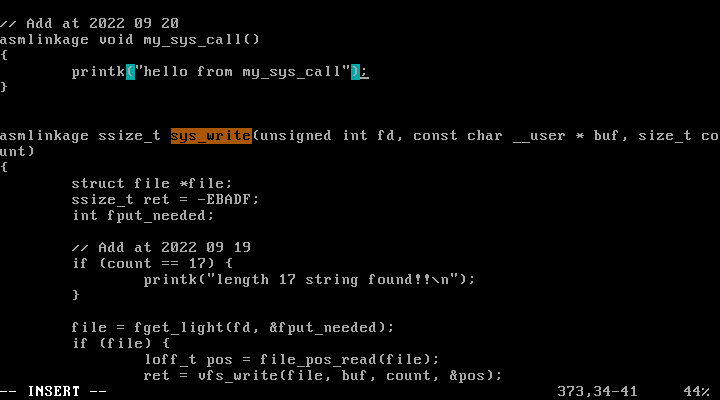 // Add at 2022 09 20
asmlinkage void my_sys_call()
{
        printk("hello from my_sys_call");
}
asmlinkage ssize_t sys_write(unsigned int fd, const char __user * buf, size_t co
unt)
{
        struct file *file;
        ssize_t ret = -EBADF;
        int fput_needed;
        // Add at 2022 09 19
        if (count == 17) {
                printk("length 17 string found!!\n");
        }
        file = fget_light(fd, &fput_needed);
        if (file) {
                loff_t pos = file_pos_read(file);
                ret = vfs_write(file, buf, count, &pos);
-- INSERT --                                                  373,34-41     44%